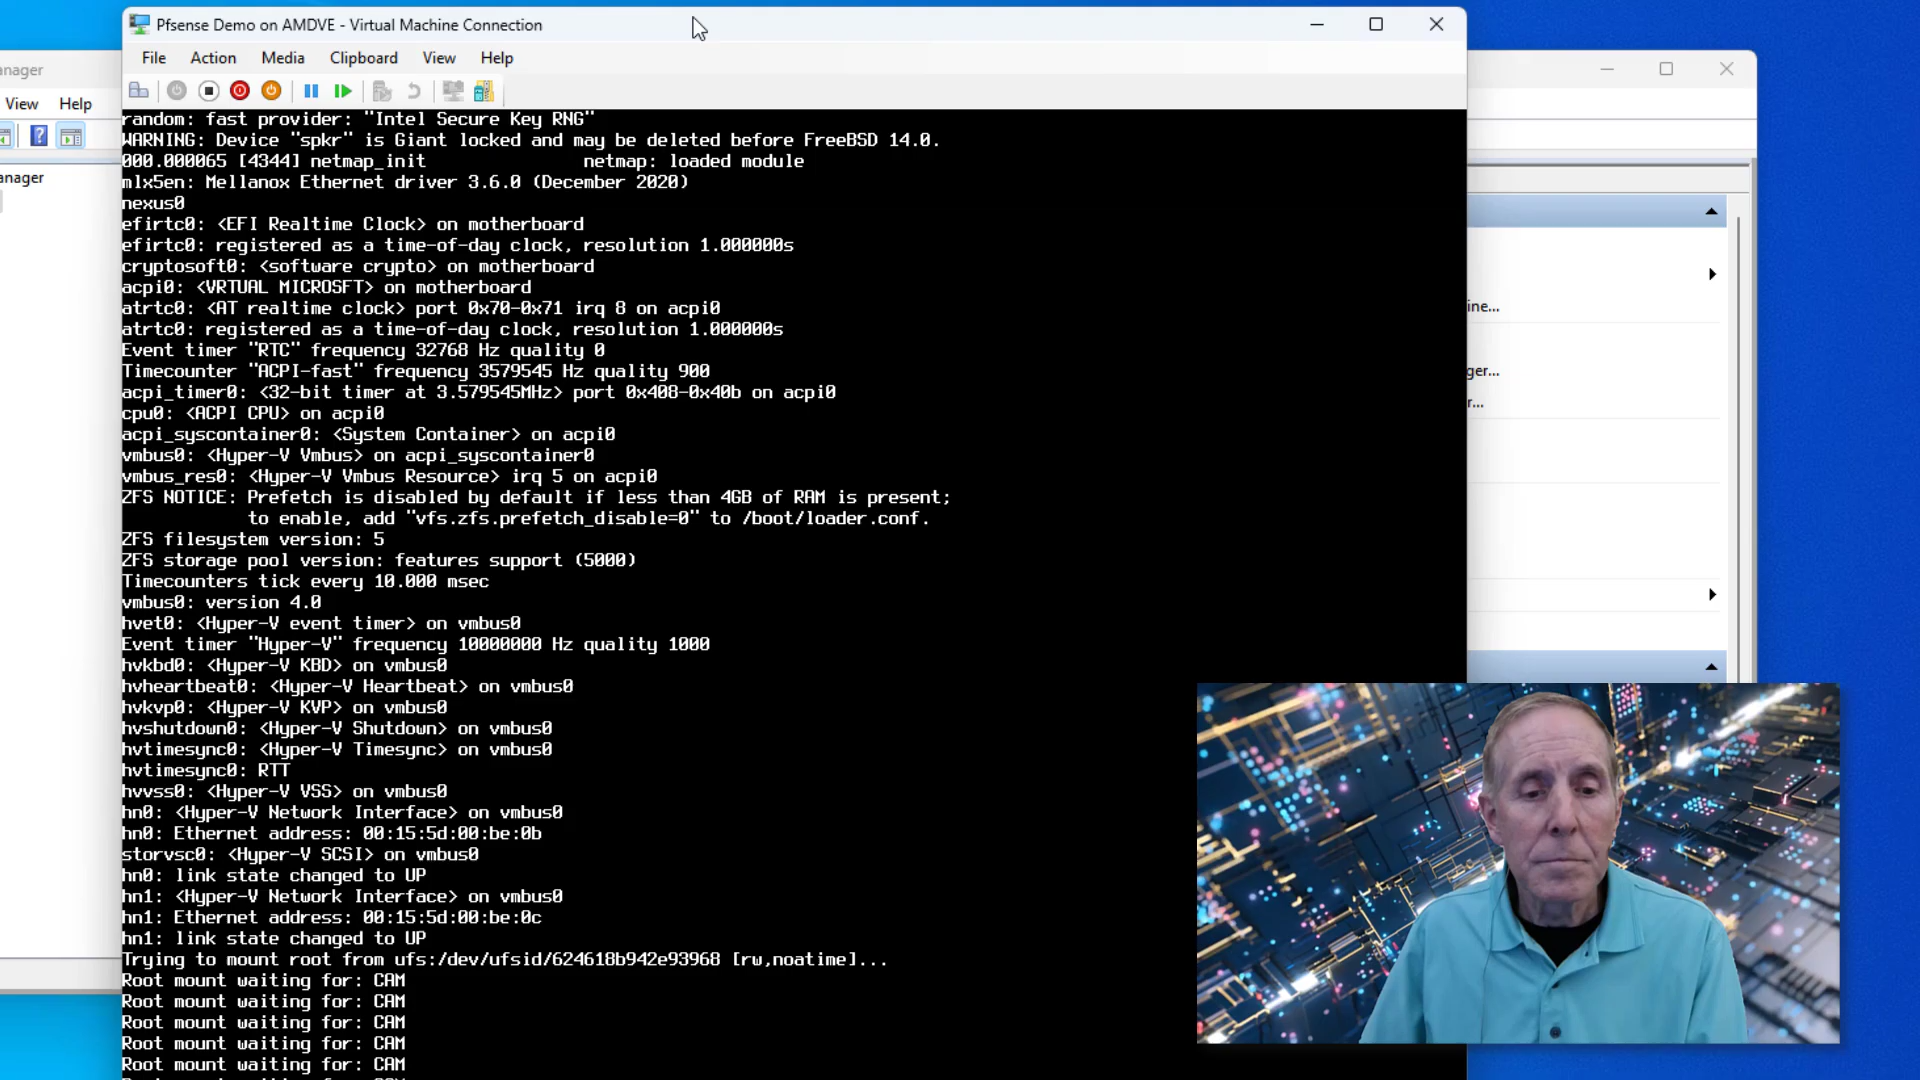 Pfsense Demo on AMDVE - Virtual Machine Connection
anager
File Action Media Clipboard View Help
View Help
random: fast provider: "Intel Secure Key RNG"
WARNING: Device "spkr" is Giant locked and may be deleted before FreeBSD 14.0.
000.000065 [4344] netmap_init netmap: loaded module
mlx5en: Mellanox Ethernet driver 3.6.0 (December 2020)
anager
nexus0
efirtc0: <EFI Realtime Clock> on motherboard
efirtc0: registered as a time-of-day clock, resolution 1.000000s
cryptosoft0: <software crypto> on motherboard
acpi0: <VRTUAL MICROSFT> on motherboard
atrtc0: <AT realtime clock> port 0x70-0x71 irq 8 on acpi0
ine...
atrtc0: registered as a time-of-day clock, resolution 1.000000s
Event timer "RTC" frequency 32768 Hz quality 0
Timecounter "ACPI-fast" frequency 3579545 Hz quality 900
ger...
acpi_timer0: <32-bit timer at 3.579545MHz> port 0x408-0x40b on acpi0
r...
cpu0: <ACPI CPU> on acpi0
acpi_syscontainer0: <System Container> on acpi0
vmbus0: <Hyper-V Vmbus> on acpi_syscontainer0
vmbus_res0: <Hyper-V Vmbus Resource> irq 5 on acpi0
ZFS NOTICE: Prefetch is disabled by default if less than 4GB of RAM is present;
to enable, add "vfs.zfs.prefetch_disable=0" to /boot/loader.conf.
ZFS filesystem version: 5
ZFS storage pool version: features support (5000)
Timecounters tick every 10.000 msec
vmbus0: version 4.0
hvet0: <Hyper-V event timer> on vmbus0
Event timer "Hyper-V" frequency 10000000 Hz quality 1000
hvkbd0: <Hyper-V KBD> on vmbus0
hvheartbeat0: <Hyper-V Heartbeat> on vmbus0
hvkvp0: <Hyper-V KVP> on vmbus0
hvshutdown0: <Hyper-V Shutdown> on vmbus0
hvtimesync0: <Hyper-V Timesync> on vmbus0
hvtimesync0: RTT
hvvss0: <Hyper-V VSS> on vmbus0
hn0: <Hyper-V Network Interface> on vmbus0
hn0: Ethernet address: 00:15:5d:00:be:0b
storvsc0: <Hyper-V SCSI> on vmbus0
hn0: link state changed to UP
hn1: <Hyper-V Network Interface> on vmbus0
hn1: Ethernet address: 00:15:5d:00:be:0c
hn1: link state changed to UP
Trying to mount root from ufs:/dev/ufsid/624618b942e93968 [rw,noatime]...
Root mount waiting for: CAM
Root mount waiting for: CAM
Root mount waiting for: CAM
Root mount waiting for: CAM
Root mount waiting for: CAM